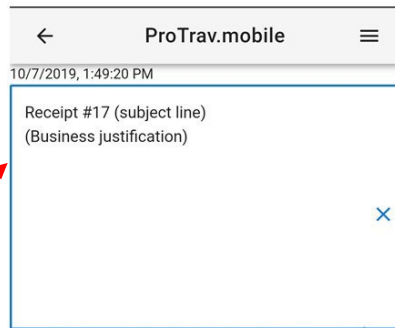 ProTrav.mobile
10/7/2019, 1:49:20 PM
Receipt #17 (subject line)
(Business justification)